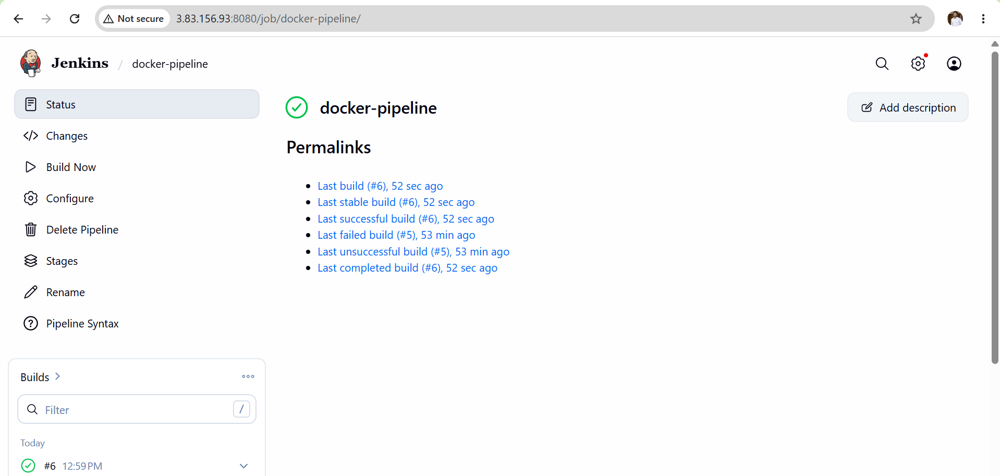 Not secure 3.83.156.93:8080/job/docker-pipeline/
Jenkins / docker-pipeline
Status
Changes
Build Now
Configure
Delete Pipeline
Stages
Rename
Pipeline Syntax
Builds
Filter /
Today
#6 12:59 PM
docker-pipeline
Add description
Permalinks
Last build (#6), 52 sec ago
Last stable build (#6), 52 sec ago
Last successful build (#6), 52 sec ago
Last failed build (#5), 53 min ago
Last unsuccessful build (#5), 53 min ago
Last completed build (#6), 52 sec ago